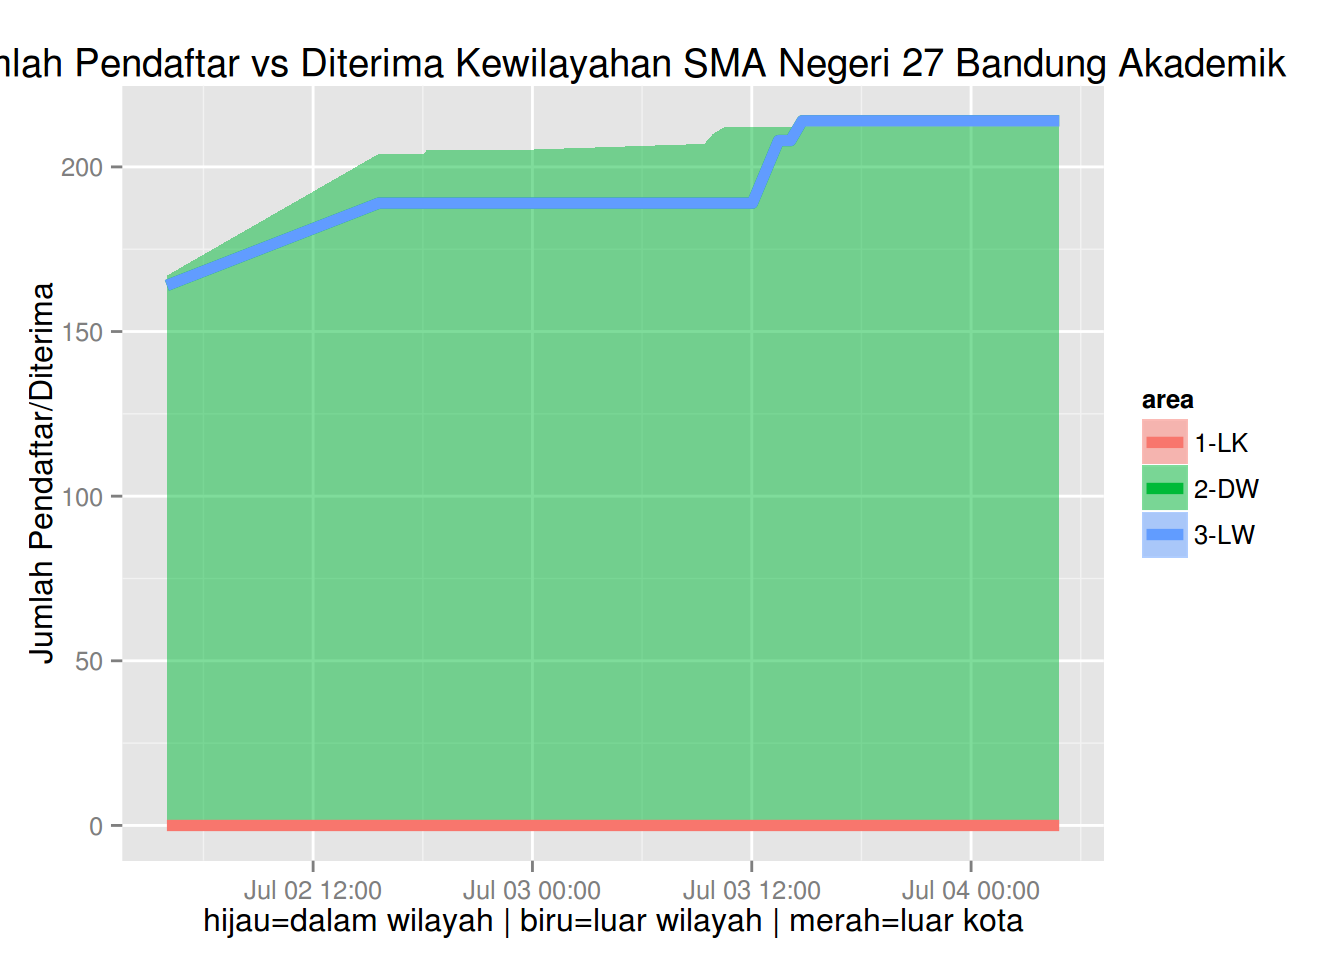 mlah Pendaftar vs Diterima Kewilayahan SMA Negeri 27 Bandung Akademik
Jumlah Pendaftar/Diterima
200
150
100
50
0
Jul 02 12:00
Jul 03 00:00
Jul 03 12:00
Jul 04 00:00
hijau=dalam wilayah | biru=luar wilayah | merah=luar kota
area
1-LK
2-DW
3-LW